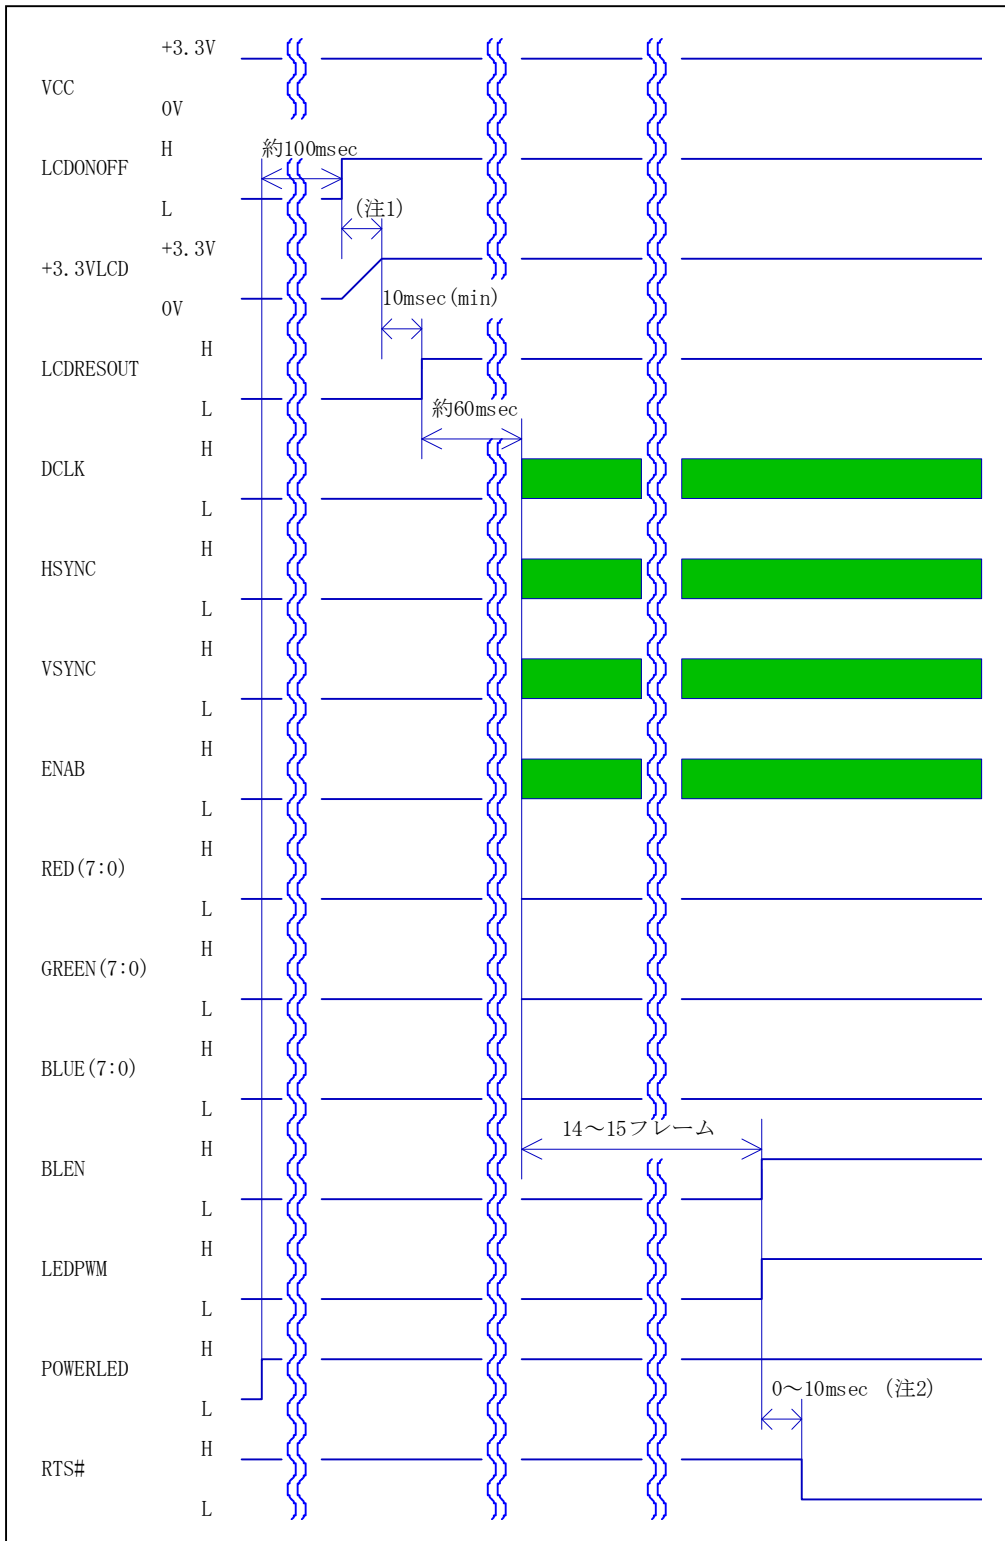 +3.3V
VCC
0V
H
約100msec
LCDONOFF
L
(注1)
+3.3V
+3.3VLCD
0V
10msec(min)
H
LCDRESOUT
L
約60msec
H
DCLK
L
H
HSYNC
L
H
VSYNC
L
H
ENAB
L
H
RED(7:0)
L
H
GREEN(7:0)
L
H
BLUE(7:0)
L
14～15フレーム
H
BLEN
L
H
LEDPWM
L
H
POWERLED
L
0～10msec (注2)
H
RTS#
L